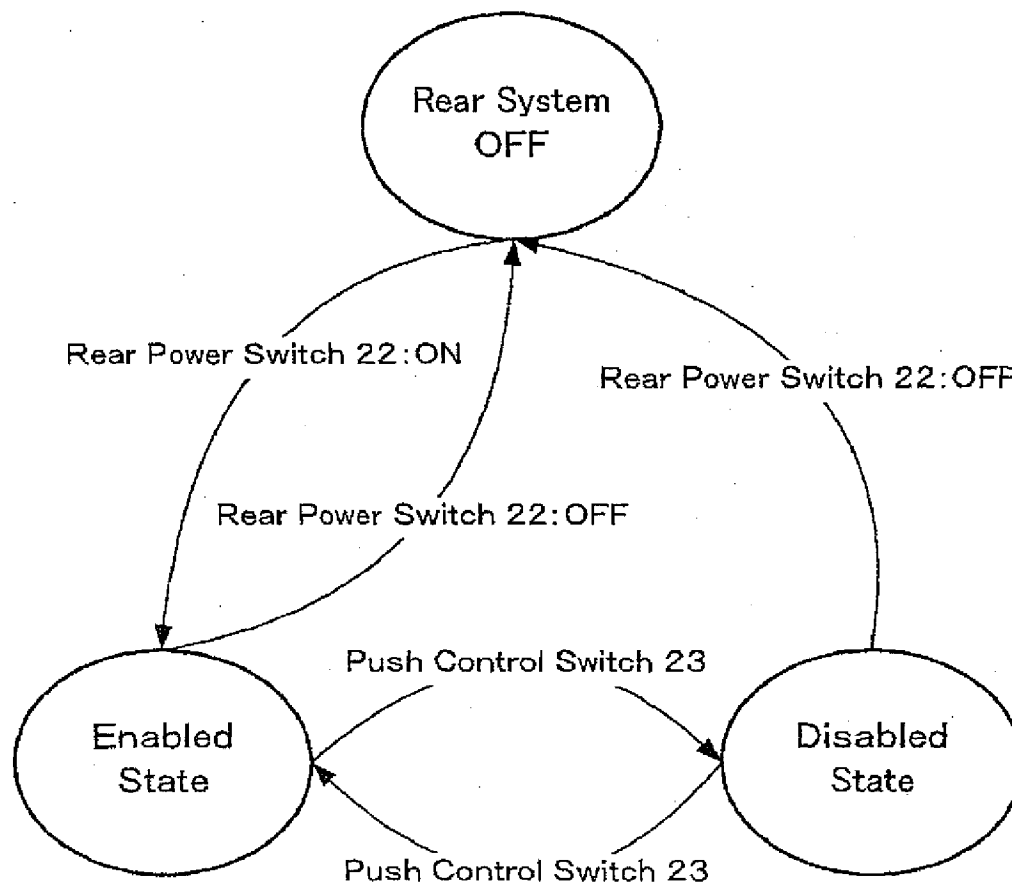 Rear System
OFF
Rear Power Switch 22:ON
Rear Power Switch 22:OFF
Rear Power Switch 22:OFF
Push Control Switch 23
Enabled
State
Disabled
State
Push Control Switch 23